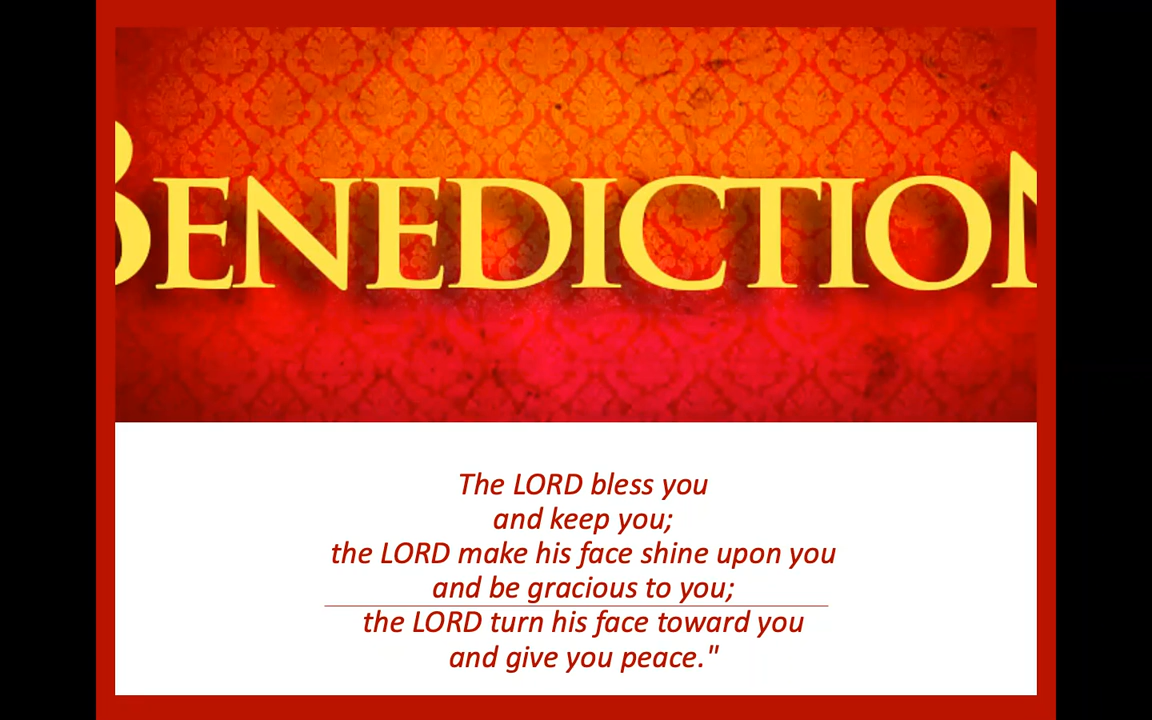 BENEDICTION
The LORD bless you
and keep you;
the LORD make his face shine upon you
and be gracious to you;
the LORD turn his face toward you
and give you peace."